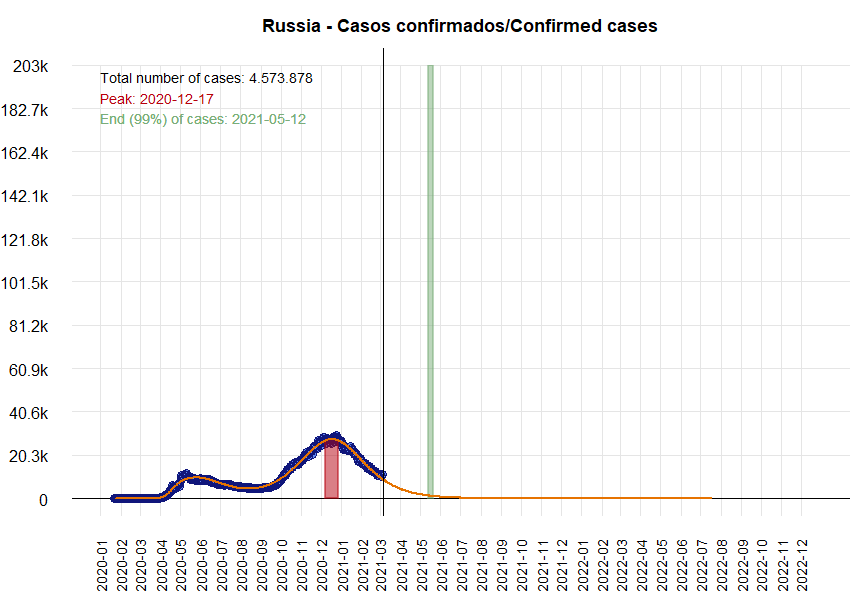 Russia - Casos confirmados/Confirmed cases
203k
182.7k
162.4k
142.1k
121.8k
101.5k
81.2k
60.9k
40.6k
20.3k
0
Total number of cases: 4.573.878
Peak: 2020-12-17
End (99%) of cases: 2021-05-12
2020-01
2020-02
2020-03
2020-04
2020-05
2020-06
2020-07
2020-08
2020-09
2020-10
2020-11
2020-12
2021-01
2021-02
2021-03
2021-04
2021-05
2021-06
2021-07
2021-08
2021-09
2021-10
2021-11
2021-12
2022-01
2022-02
2022-03
2022-04
2022-05
2022-06
2022-07
2022-08
2022-09
2022-10
2022-11
2022-12